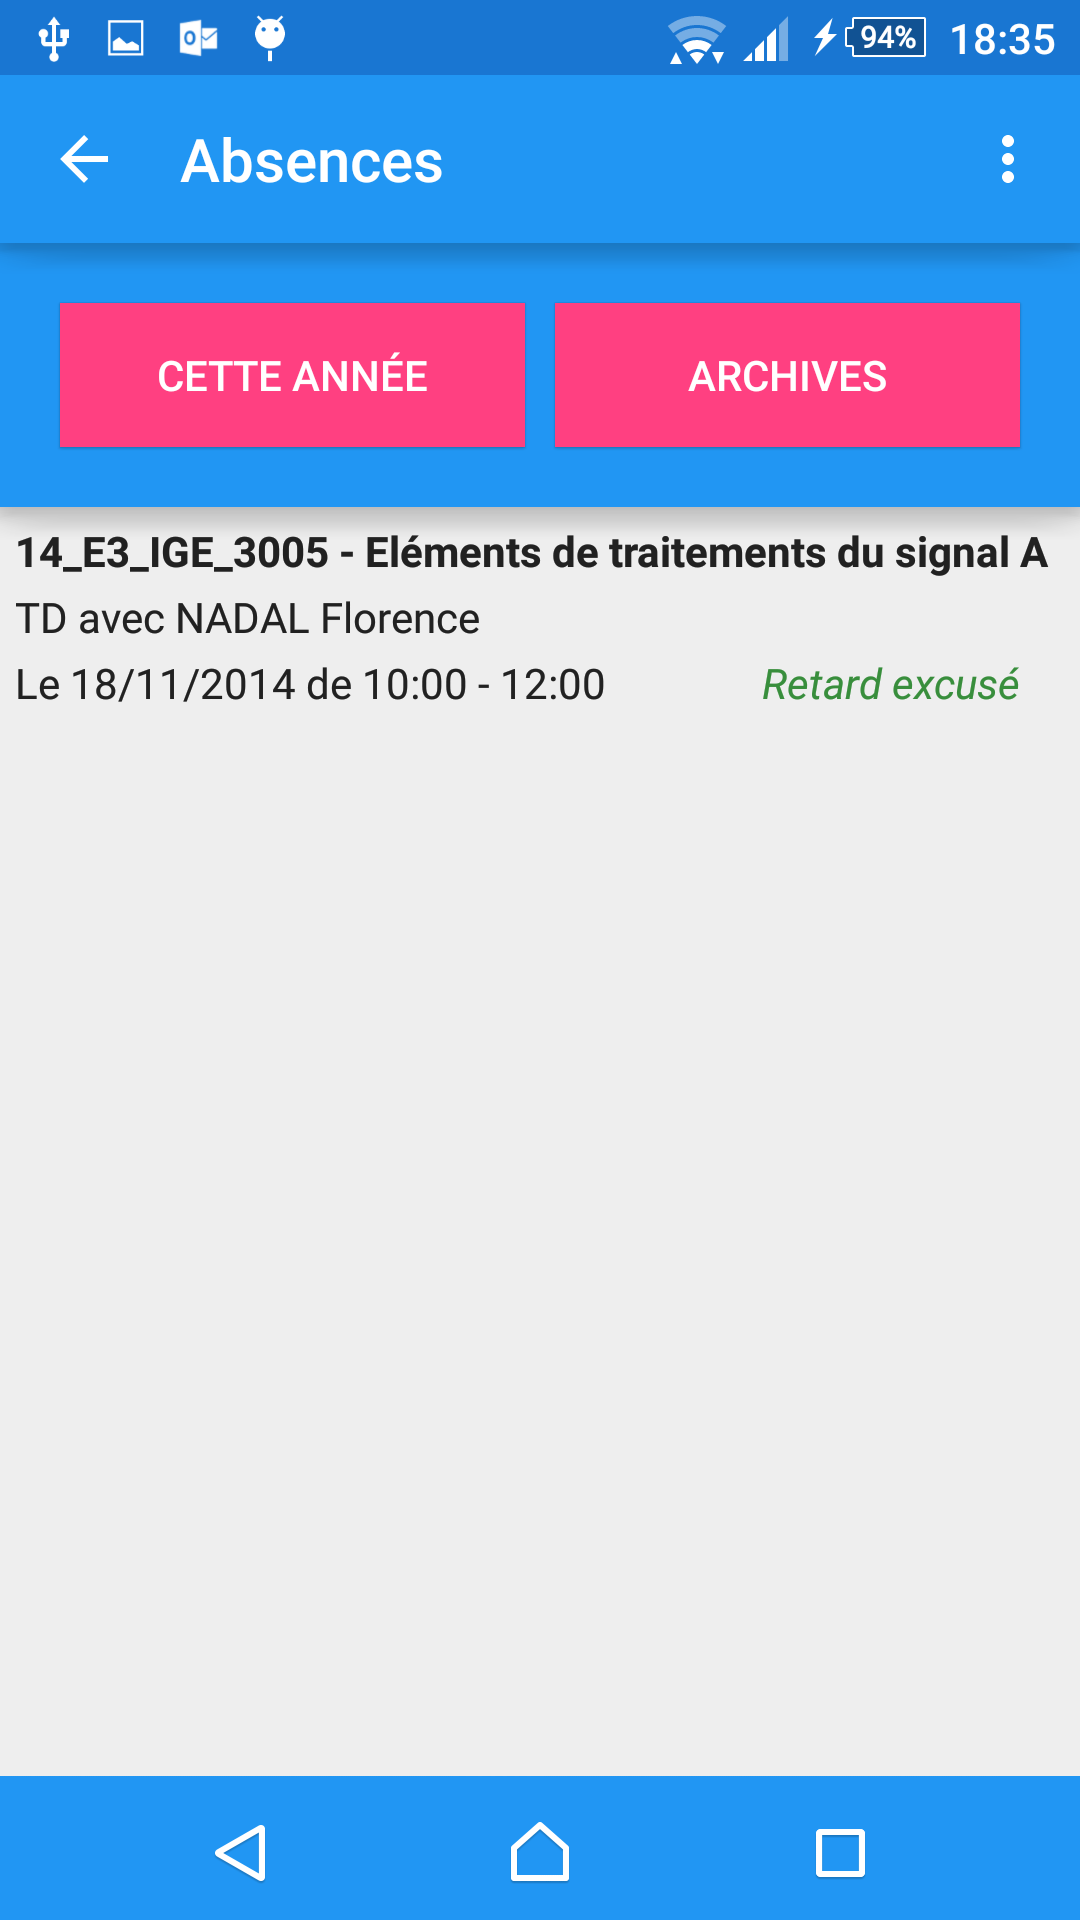 94% 18:35
Absences
CETTE ANNÉE ARCHIVES
14_E3_IGE_3005 - Eléments de traitements du signal A
TD avec NADAL Florence
Le 18/11/2014 de 10:00 - 12:00 Retard excusé